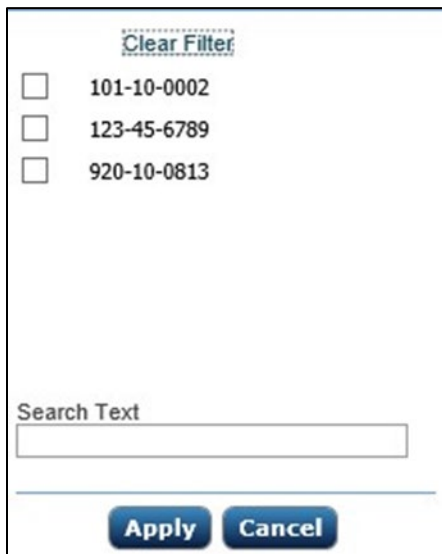 Clear Filter
101-10-0002
123-45-6789
920-10-0813
Search Text
Apply Cancel